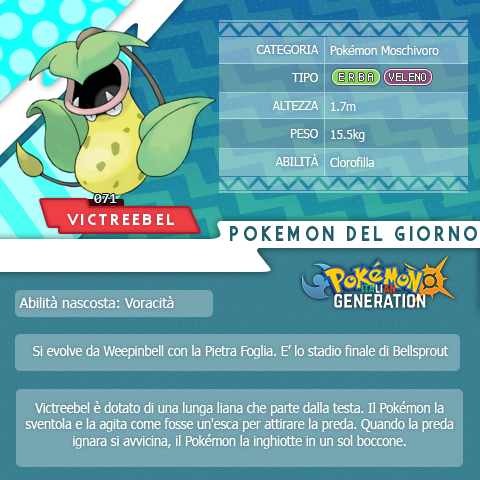 CATEGORIA Pokémon Moschivoro
TIPO ERBA VELENO
ALTEZZA 1.7m
PESO 15.5kg
ABILITÀ Clorofilla
071
VICTREEBEL
POKEMON DEL GIORNO
Pokémon
ITALIAN
GENERATION
Abilità nascosta: Voracità
Si evolve da Weepinbell con la Pietra Foglia. E’ lo stadio finale di Bellsprout
Victreebel è dotato di una lunga liana che parte dalla testa. Il Pokémon la
sventola e la agita come fosse un'esca per attirare la preda. Quando la preda
ignara si avvicina, il Pokémon la inghiotte in un sol boccone.